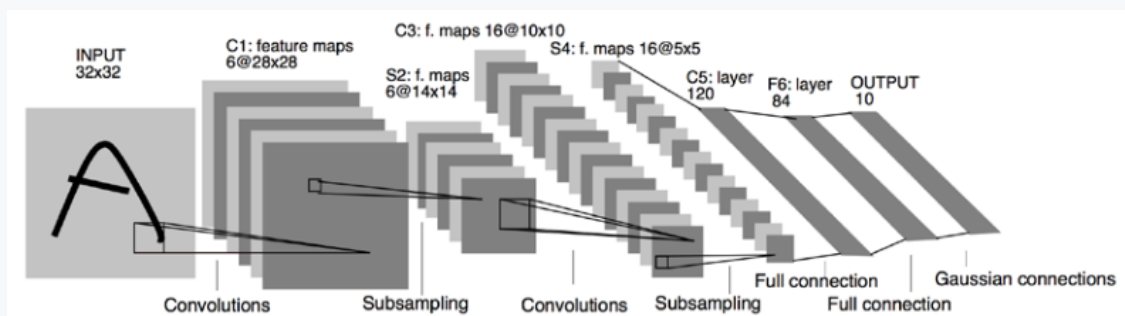 INPUT
32x32
C1: feature maps
6@28x28
S2: f. maps
6@14x14
C3: f. maps 16@10x10
S4: f. maps 16@5x5
C5: layer
120
F6: layer
84
OUTPUT
10
Convolutions
Subsampling
Convolutions
Subsampling
Full connection
Full connection
Gaussian connections